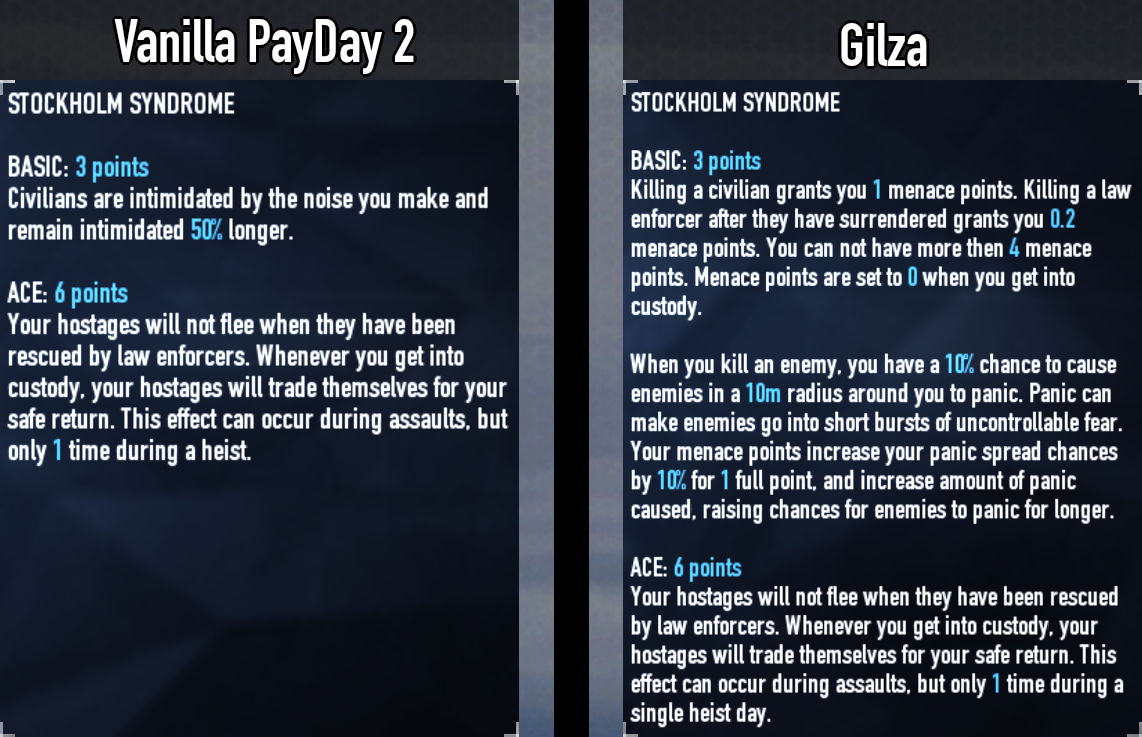 Vanilla PayDay 2
STOCKHOLM SYNDROME
BASIC: 3 points
Civilians are intimidated by the noise you make and
remain intimidated 50% longer.
ACE: 6 points
Your hostages will not flee when they have been
rescued by law enforcers. Whenever you get into
custody, your hostages will trade themselves for your
safe return. This effect can occur during assaults, but
only 1 time during a heist.
Gilza
STOCKHOLM SYNDROME
BASIC: 3 points
Killing a civilian grants you 1 menace points. Killing a law
enforcer after they have surrendered grants you 0.2
menace points. You can not have more then 4 menace
points. Menace points are set to 0 when you get into
custody.
When you kill an enemy, you have a 10% chance to cause
enemies in a 10m radius around you to panic. Panic can
make enemies go into short bursts of uncontrollable fear.
Your menace points increase your panic spread chances
by 10% for 1 full point, and increase amount of panic
caused, raising chances for enemies to panic for longer.
ACE: 6 points
Your hostages will not flee when they have been rescued
by law enforcers. Whenever you get into custody, your
hostages will trade themselves for your safe return. This
effect can occur during assaults, but only 1 time during a
single heist day.